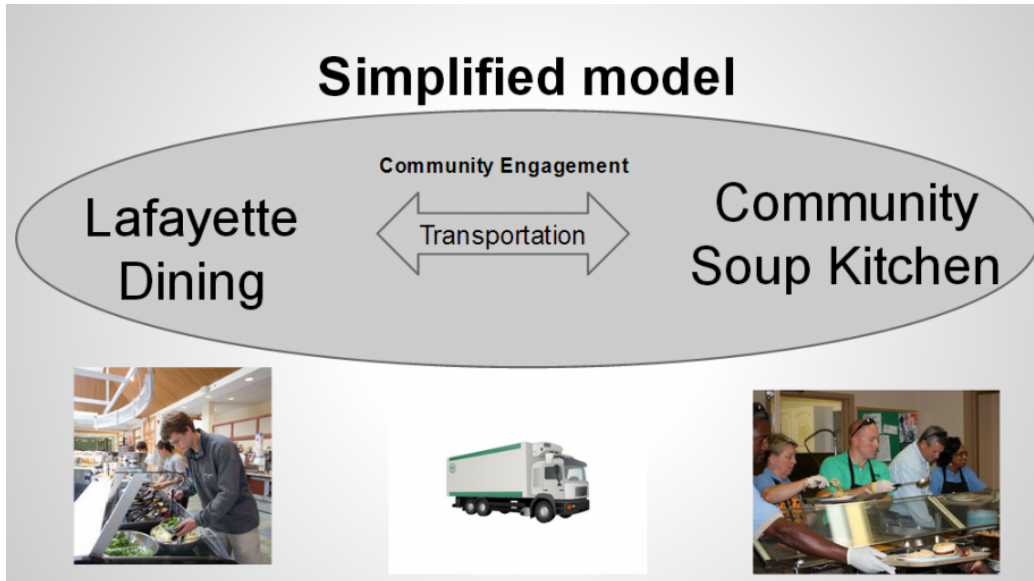 Simplified model
Community Engagement
Lafayette
Dining
Transportation
Community
Soup Kitchen